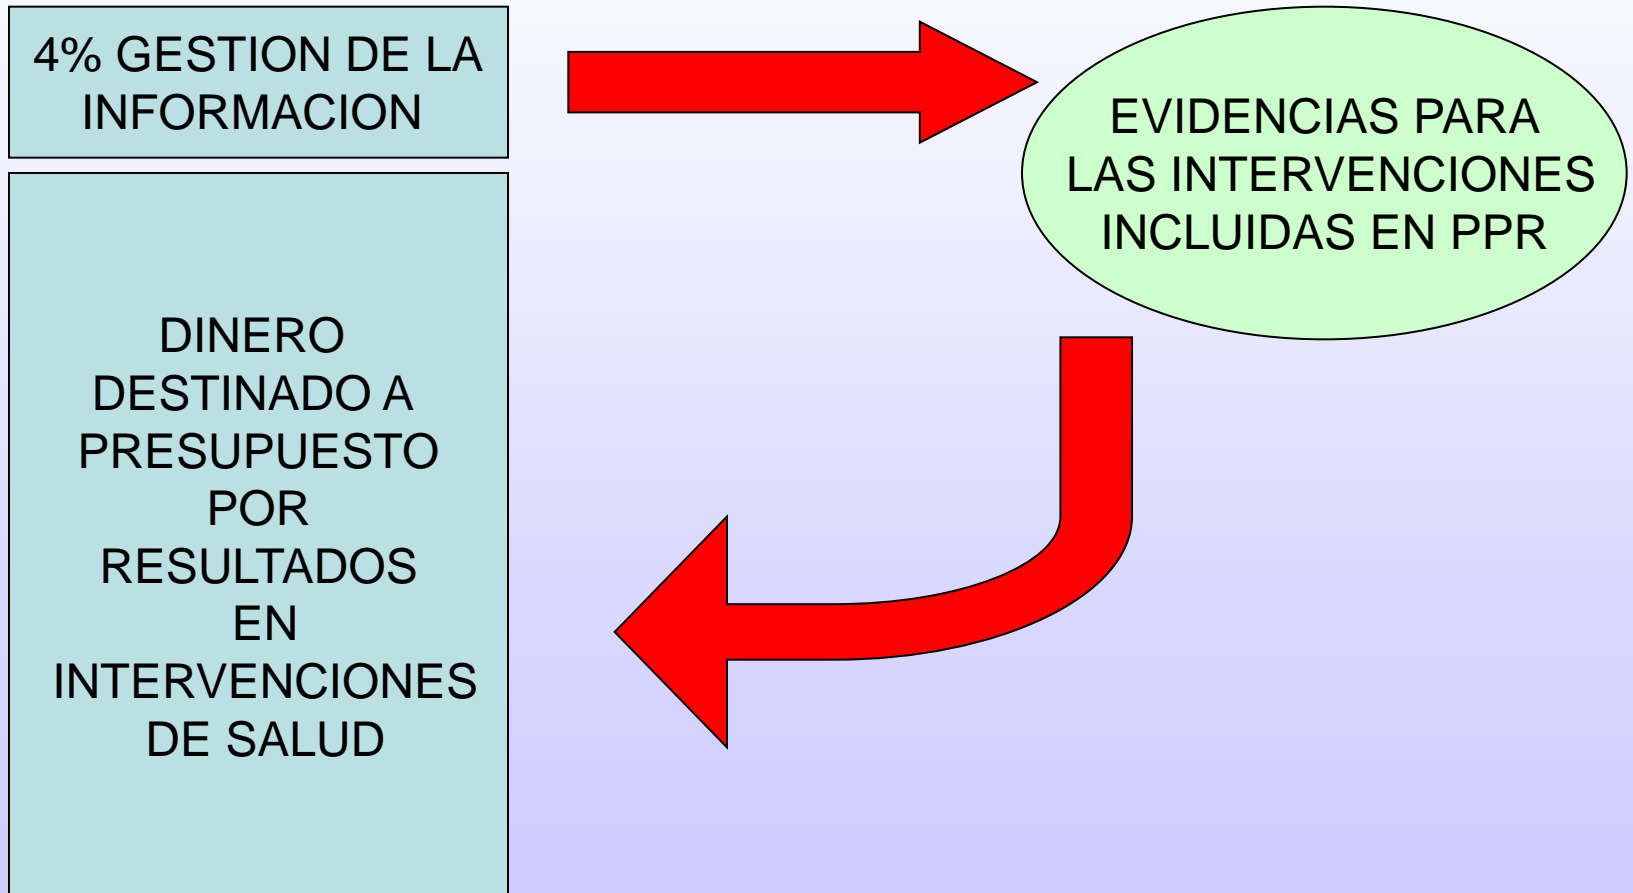 4% GESTION DE LA
INFORMACION
EVIDENCIAS PARA
LAS INTERVENCIONES
INCLUIDAS EN PPR
DINERO
DESTINADO A
PRESUPUESTO
POR
RESULTADOS
EN
INTERVENCIONES
DE SALUD